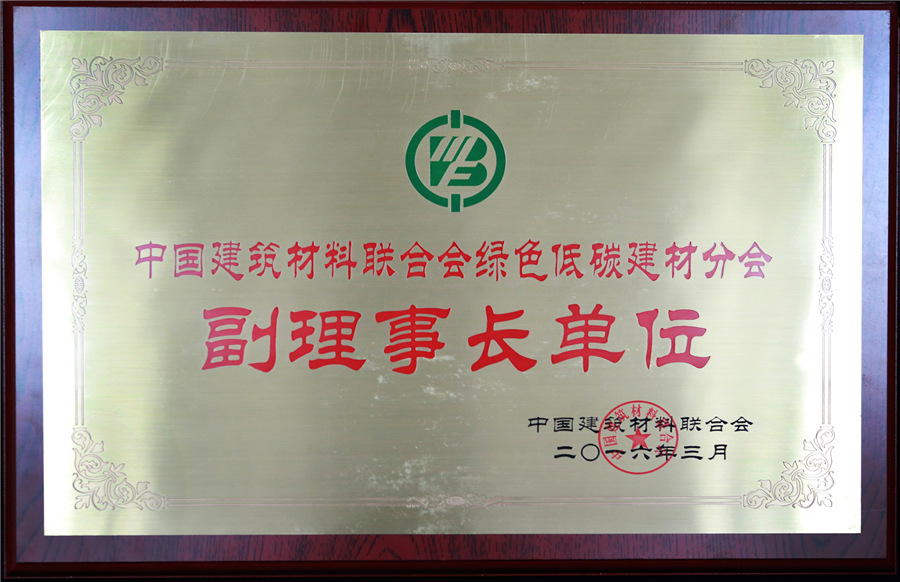 中国建筑材料联合会绿色低碳建材分会
副理事长单位
中国建筑材料联合会
二〇一六年三月